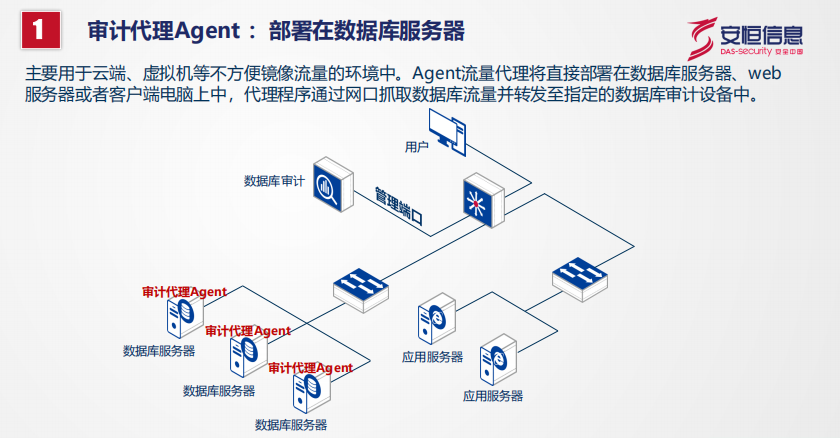 1
审计代理Agent ：部署在数据库服务器
安恒信息
DAS-security 安全中国
主要用于云端、虚拟机等不方便镜像流量的环境中。Agent流量代理将直接部署在数据库服务器、web
服务器或者客户端电脑上中，代理程序通过网口抓取数据库流量并转发至指定的数据库审计设备中。
用户
数据库审计
管理端口
审计代理Agent
数据库服务器
审计代理Agent
数据库服务器
审计代理Agent
数据库服务器
应用服务器
应用服务器